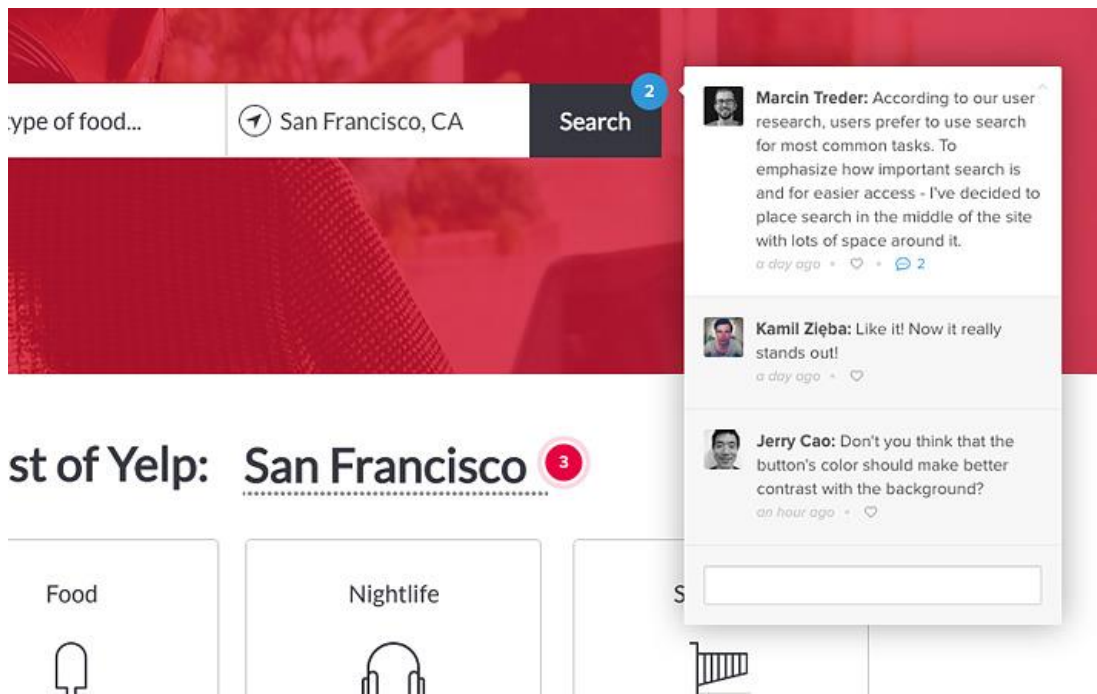 ype of food...
San Francisco, CA
Search
2
Marcin Treder: According to our user
research, users prefer to use search
for most common tasks. To
emphasize how important search is
and for easier access - I've decided to
place search in the middle of the site
with lots of space around it.
a day ago • 2
Kamil Zięba: Like it! Now it really
stands out!
a day ago •
Jerry Cao: Don't you think that the
button's color should make better
contrast with the background?
an hour ago •
st of Yelp: San Francisco
3
Food
Nightlife
S